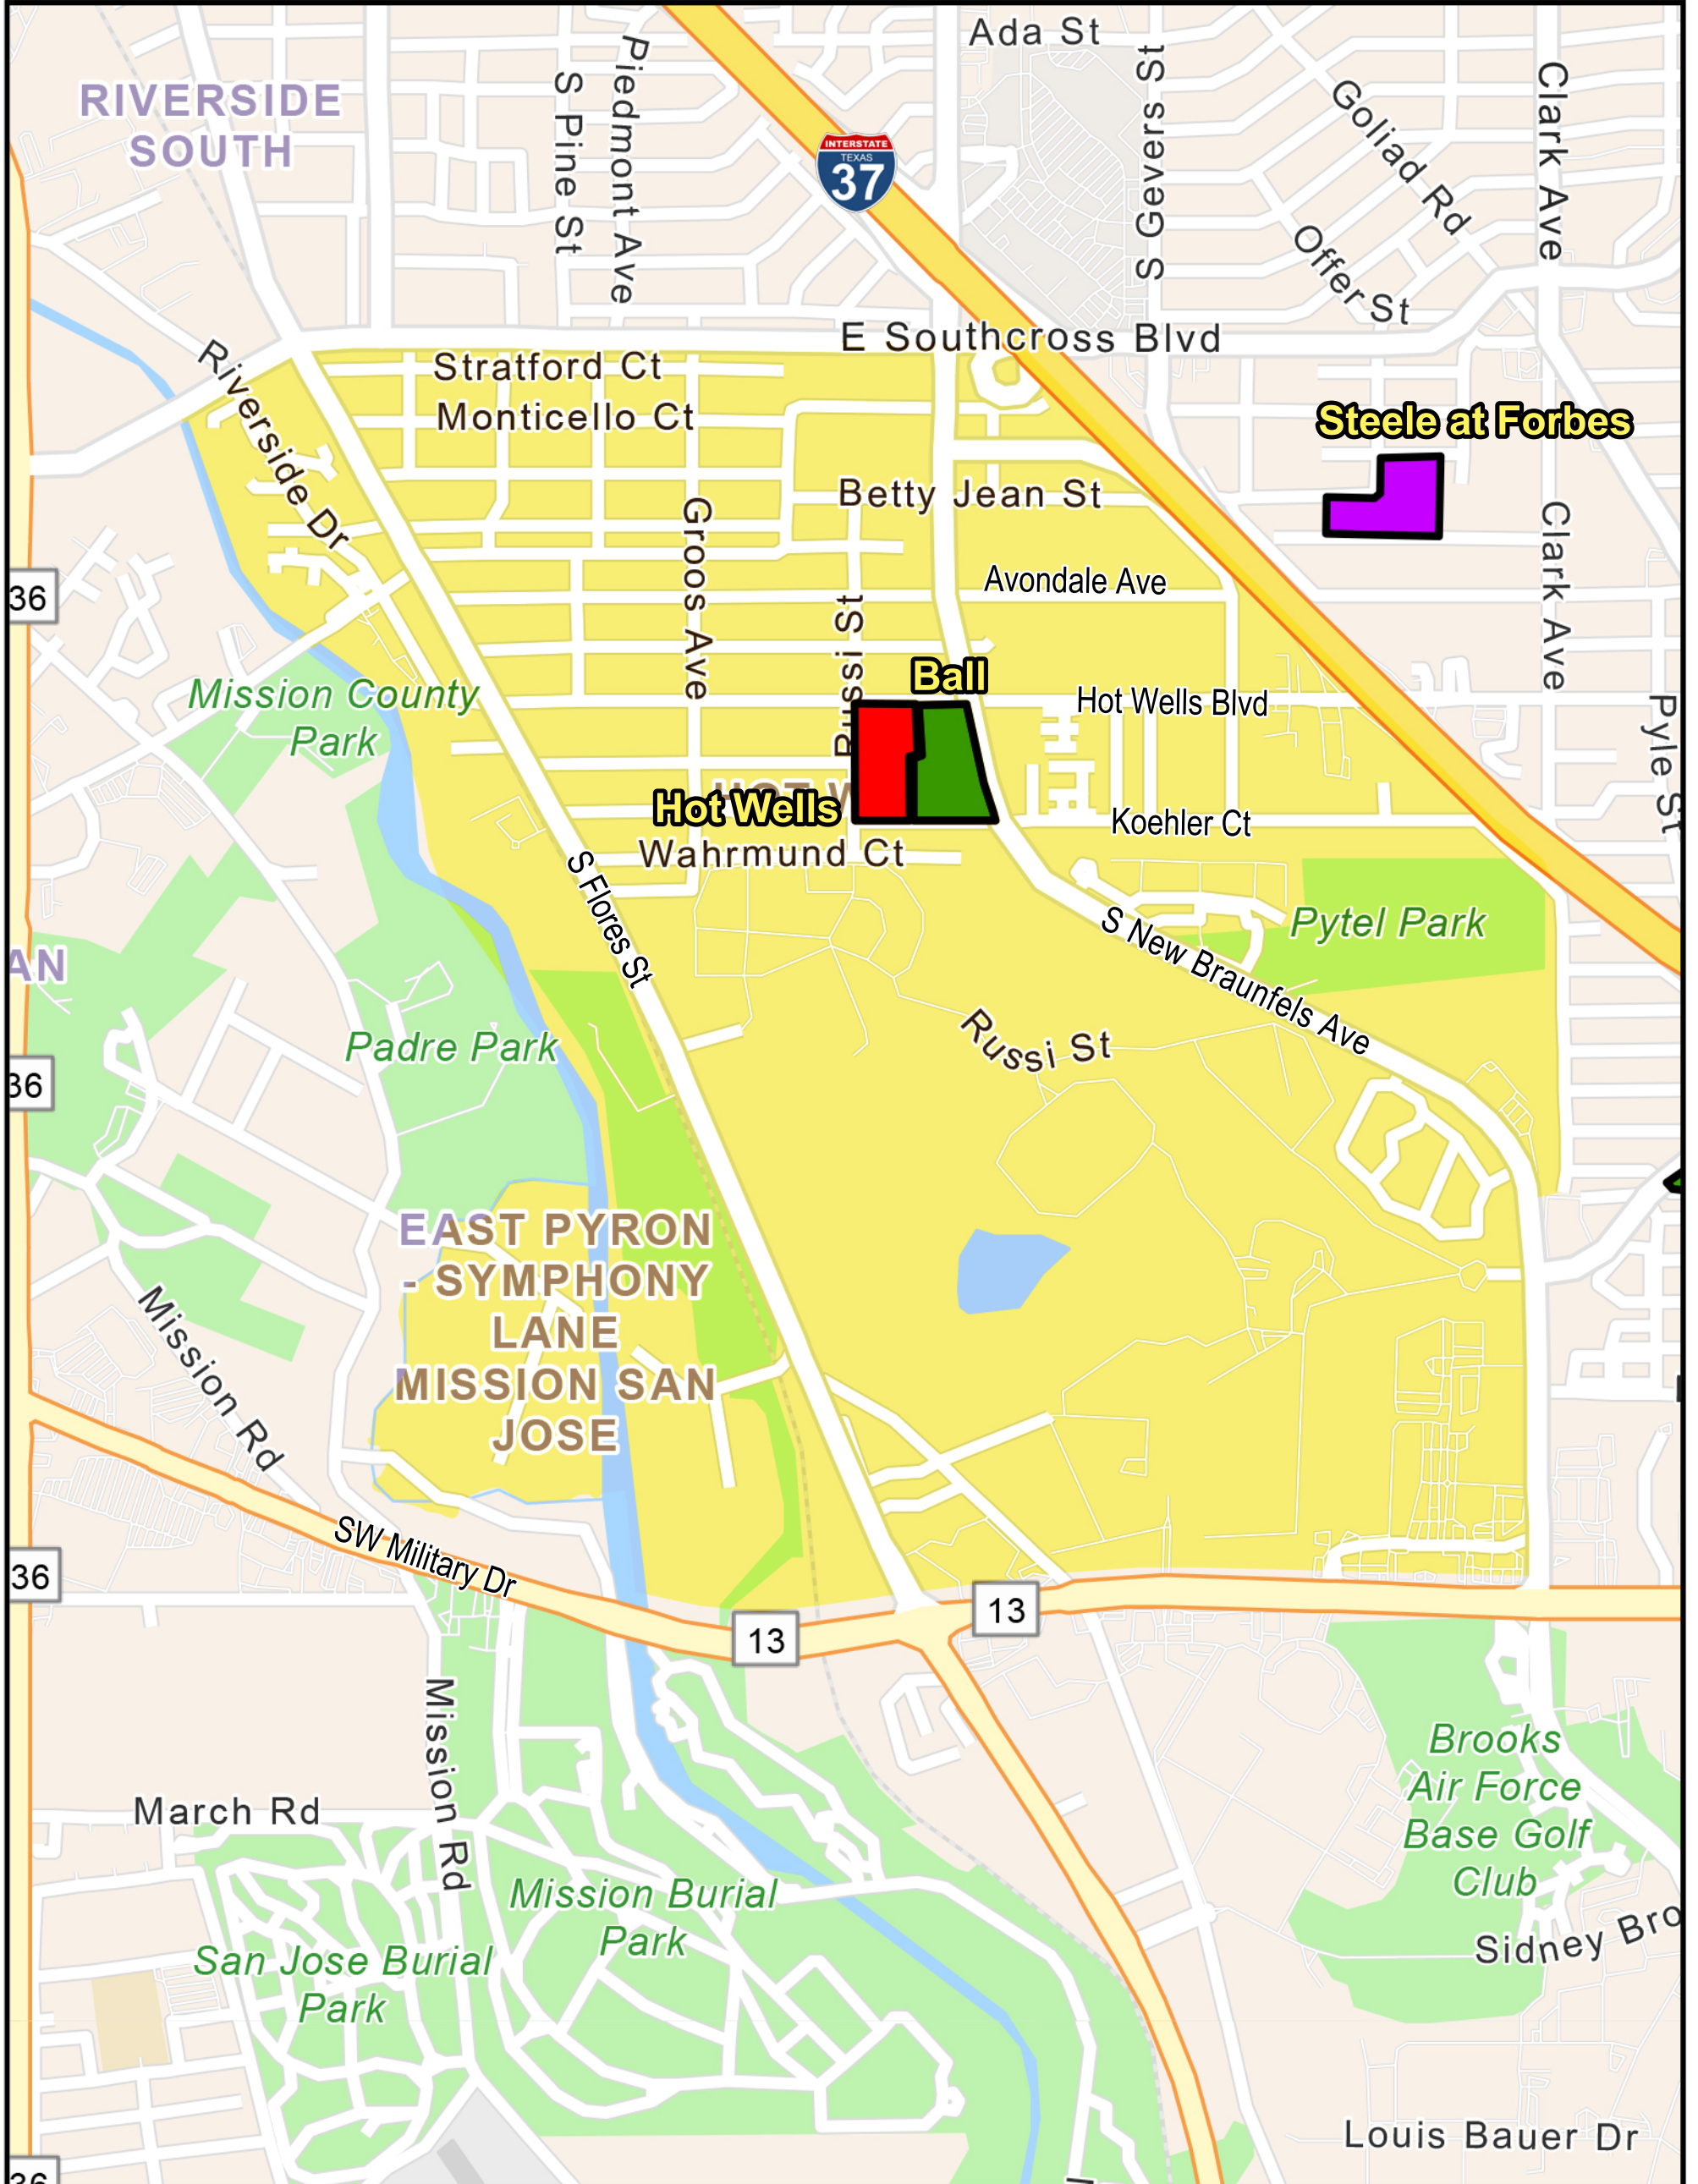 Ada St
RIVERSIDE
SOUTH
S Pine St
Piedmont Ave
INTERSTATE
TEXAS
37
S Gevers St
Goliad Rd
Offer St
Clark Ave
E Southcross Blvd
Stratford Ct
Monticello Ct
Riverside Dr
Steele at Forbes
Betty Jean St
Groos Ave
Avondale Ave
Clark Ave
36
Russi St
Ball
Mission County
Park
Hot Wells Blvd
Pyle St
HOT W
Hot Wells
Koehler Ct
Wahrmund Ct
S Flores St
Pytel Park
S New Braunfels Ave
AN
Padre Park
Russi St
36
EAST PYRON
- SYMPHONY
LANE
MISSION SAN
JOSE
Mission Rd
SW Military Dr
36
13
13
Mission Rd
Brooks
Air Force
Base Golf
Club
March Rd
Mission Burial
Park
San Jose Burial
Park
Sidney Bro
Louis Bauer Dr
36